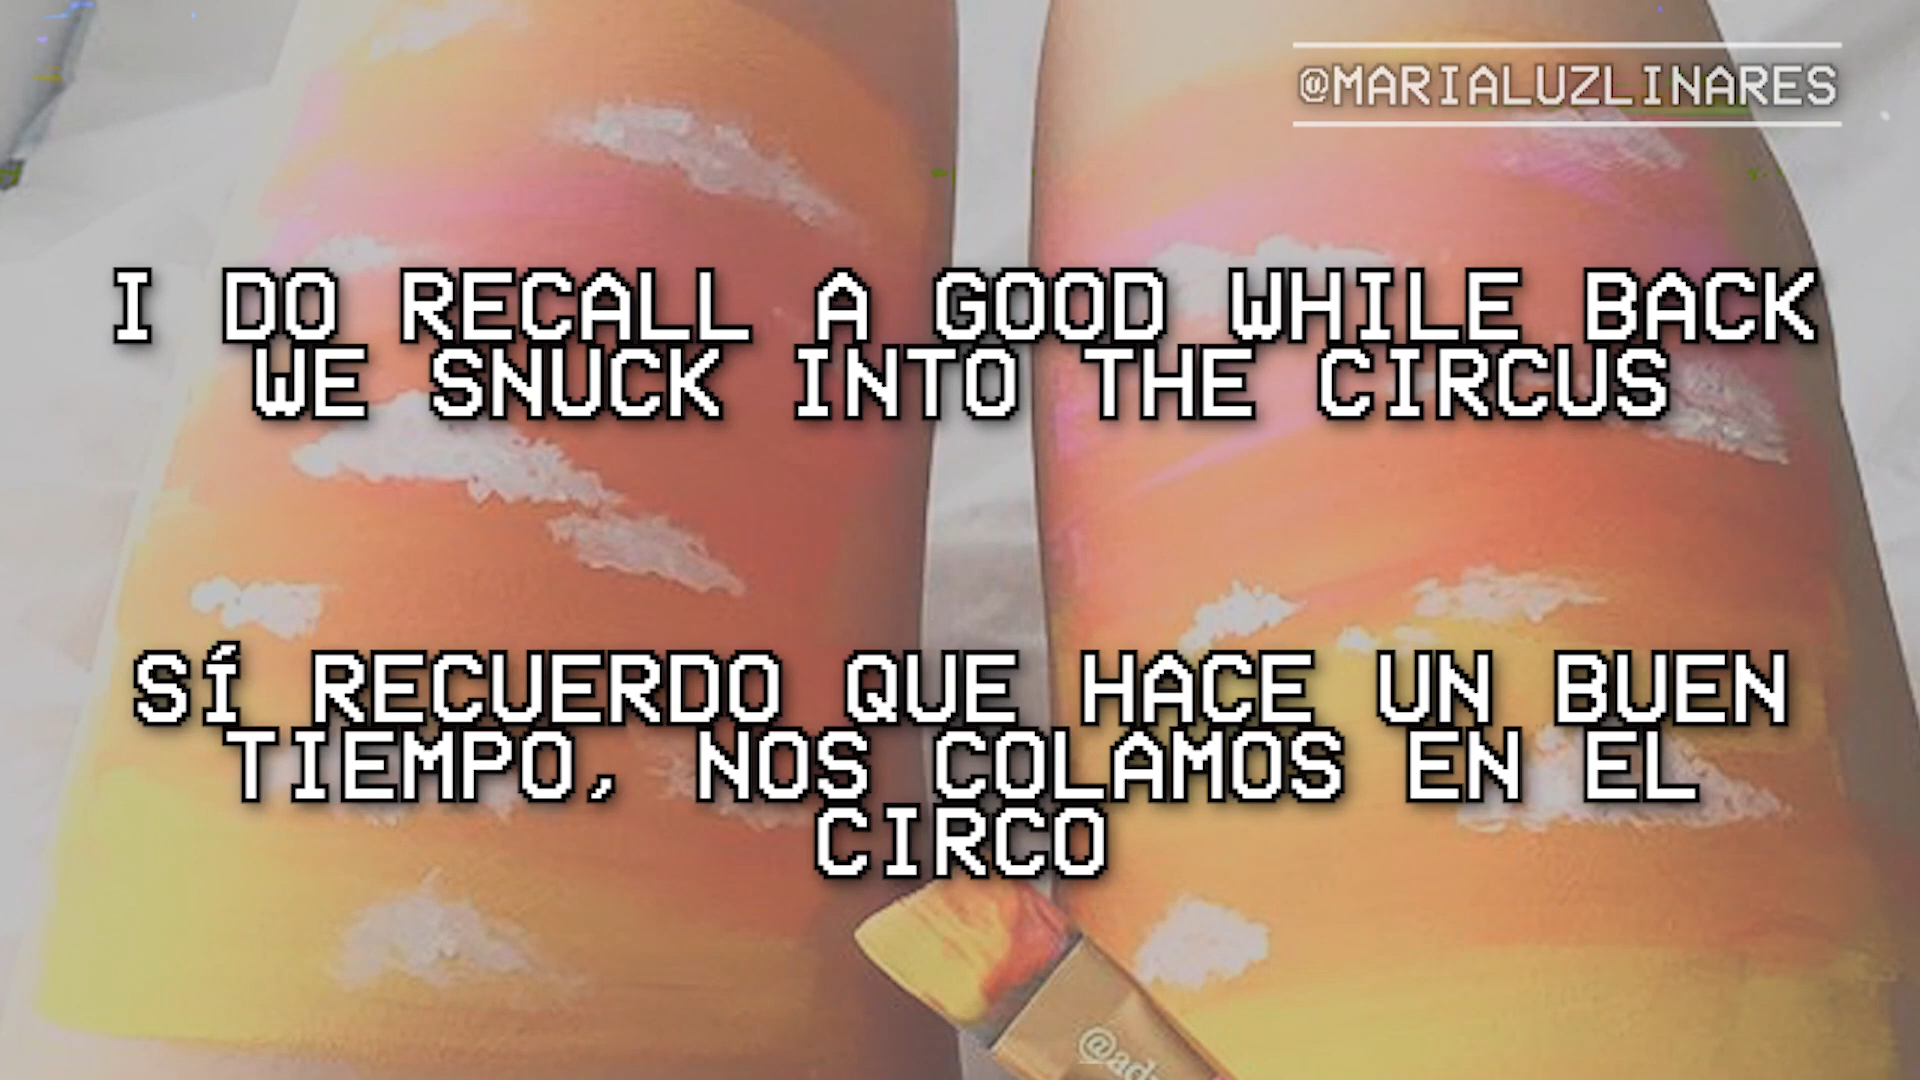 @MARIALUZLINARES
I DO RECALL A GOOD WHILE BACK
WE SNUCK INTO THE CIRCUS
SÍ RECUERDO QUE HACE UN BUEN
TIEMPO, NOS COLAMOS EN EL
CIRCO